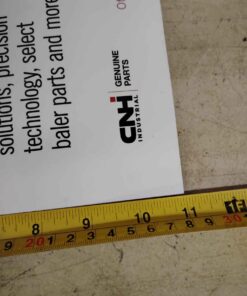 solutions, precision
technology, select
baler parts and more
CNH
INDUSTRIAL
GENUINE
PARTS
8 9 10 11
9 20 1 2 3 4 5 6 7 8 9 30